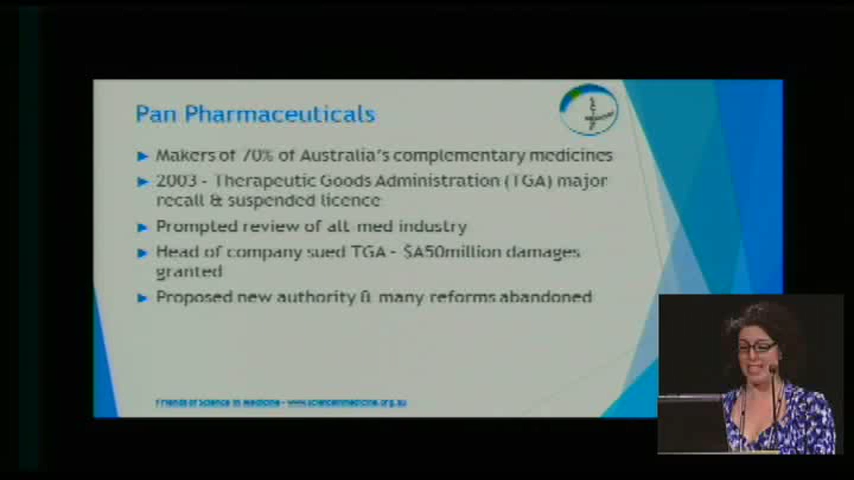 Pan Pharmaceuticals
Makers of 70% of Australia's complementary medicines
2003 - Therapeutic Goods Administration (TGA) major
recall & suspended licence
Prompted review of alt-med industry
Head of company sued TGA - $A50million damages
granted
Proposed new authority & many reforms abandoned
Friends of Science in Medicine - www.scienceinmedicine.org.au